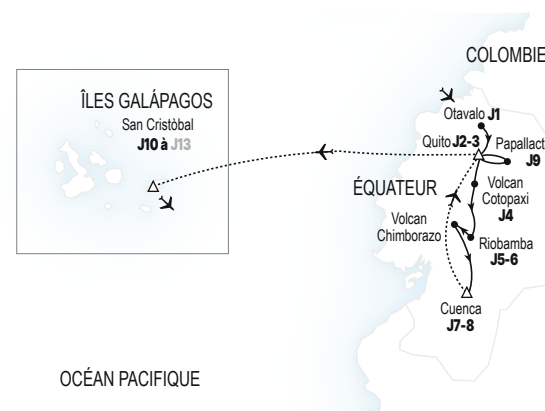 COLOMBIE
ÎLES GALÁPAGOS
San Cristòbal
J10 à J13
Otavalo J1
Quito J2-3
Papallact
J9
ÉQUATEUR
Volcan
Cotopaxi
J4
Volcan
Chimborazo
Riobamba
J5-6
Cuenca
J7-8
OCÉAN PACIFIQUE